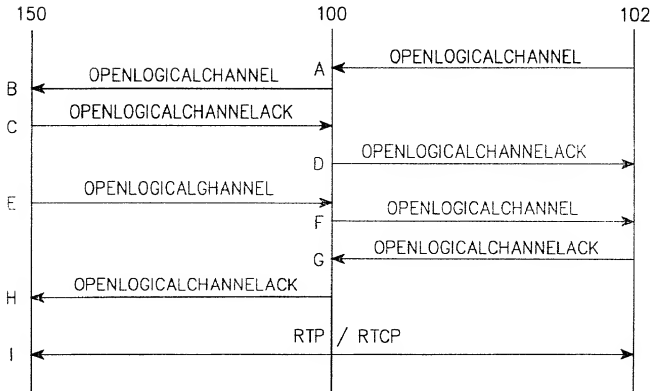 150 100 102
A OPENLOGICALCHANNEL
B OPENLOGICALCHANNEL
C OPENLOGICALCHANNELACK
D OPENLOGICALCHANNELACK
E OPENLOGICALGHANNEL
F OPENLOGICALCHANNEL
G OPENLOGICALCHANNELACK
H OPENLOGICALCHANNELACK
I RTP / RTCP